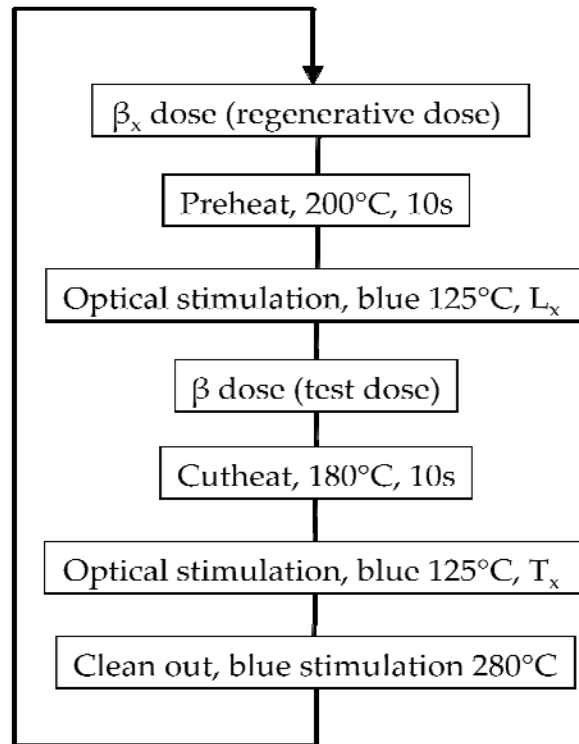 βx dose (regenerative dose)
Preheat, 200°C, 10s
Optical stimulation, blue 125°C, Lx
β dose (test dose)
Cutheat, 180°C, 10s
Optical stimulation, blue 125°C, Tx
Clean out, blue stimulation 280°C